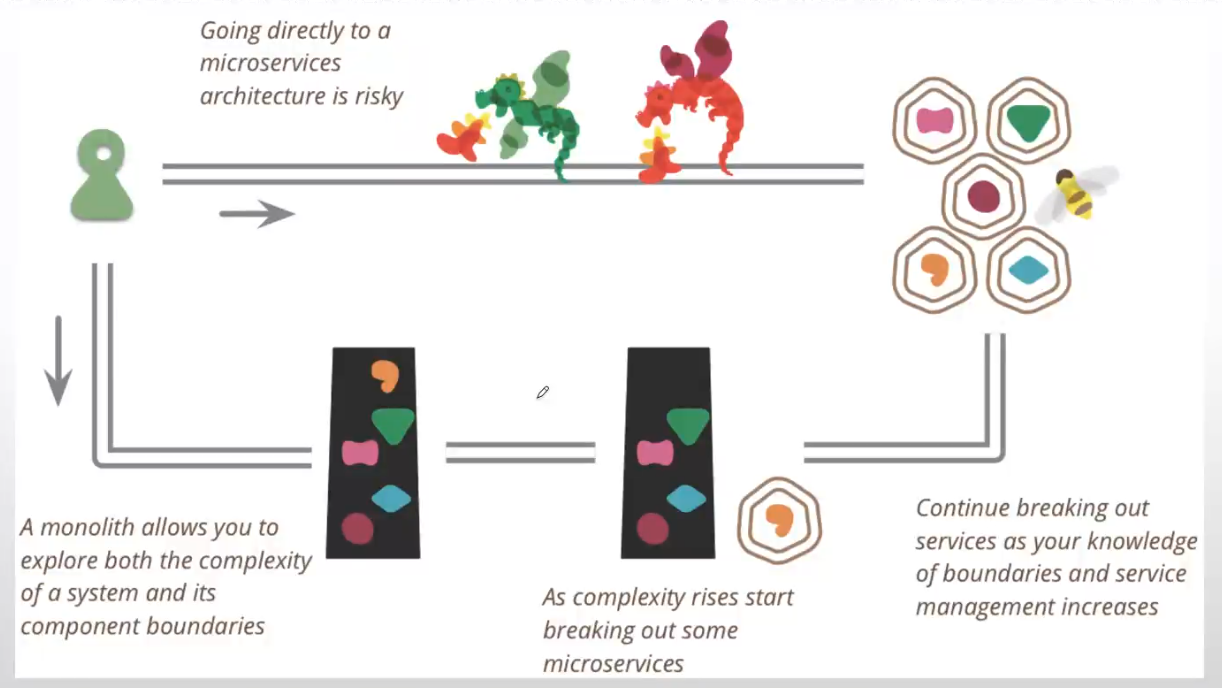 Going directly to a
microservices
architecture is risky
A monolith allows you to
explore both the complexity
of a system and its
component boundaries
As complexity rises start
breaking out some
microservices
Continue breaking out
services as your knowledge
of boundaries and service
management increases